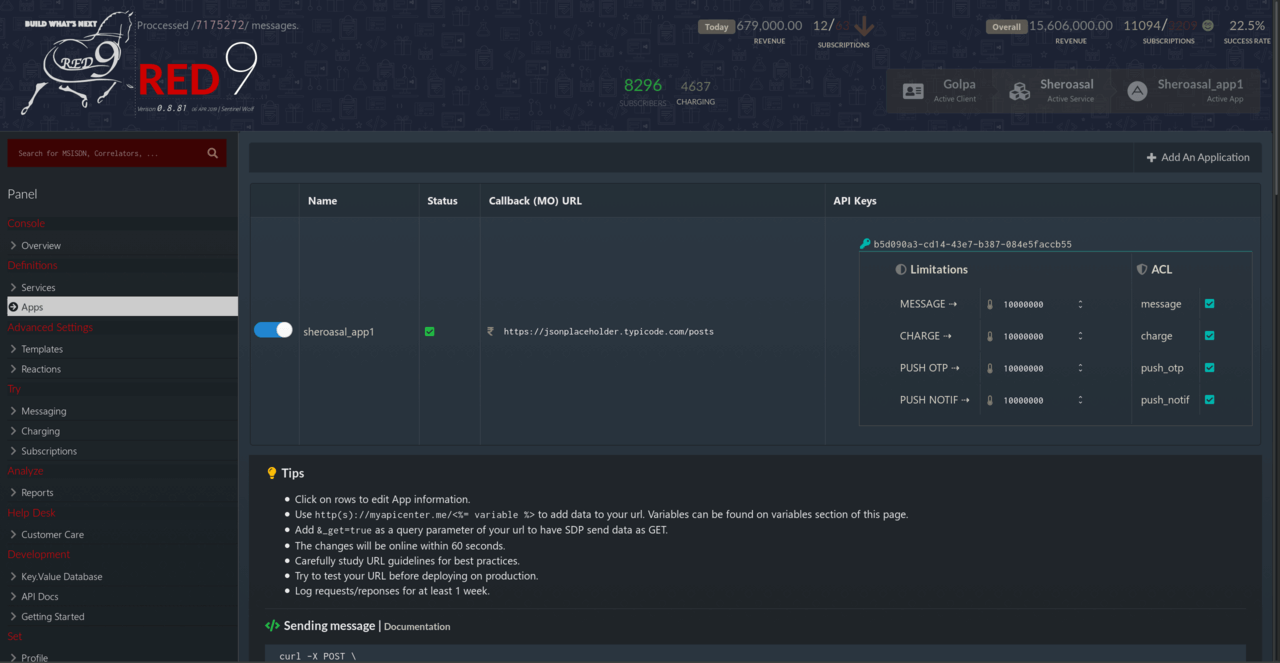 BUILD WHAT'S NEXT
RED 9
RED 9
Version 0.8.81
Proccessed /7175272/ messages.
Today 679,000.00 12/
REVENUE SUBSCRIPTIONS
Overall 15,606,000.00 11094/ 22.5%
REVENUE SUBSCRIPTIONS SUCCESS RATE
8296 4637
SUBSCRIBERS CHARGING
Golpa Sheroasal Sheroasal_app1
Active Client Active Service Active App
Search for MSISDN, Correlators, ...
Panel
Console
Overview
Definitions
Services
Apps
Advanced Settings
Templates
Reactions
Try
Messaging
Charging
Subscriptions
Analyze
Reports
Help Desk
Customer Care
Development
Key.Value Database
API Docs
Getting Started
Set
Profile
Add An Application
Name Status Callback (MO) URL API Keys
sheroasal_app1 ₹ https://jsonplaceholder.typicode.com/posts
b5d090a3-cd14-43e7-b387-084e5faccb55
Limitations ACL
MESSAGE → 10000000 message
CHARGE → 10000000 charge
PUSH OTP → 10000000 push_otp
PUSH NOTIF → 10000000 push_notif
Tips
• Click on rows to edit App information.
• Use http(s)://myapicenter.me/<%= variable %> to add data to your url. Variables can be found on variables section of this page.
• Add &_get=true as a query parameter of your url to have SDP send data as GET.
• The changes will be online within 60 seconds.
• Carefully study URL guidelines for best practices.
• Try to test your URL before deploying on production.
• Log requests/reponses for at least 1 week.
</> Sending message | Documentation
curl -X POST \